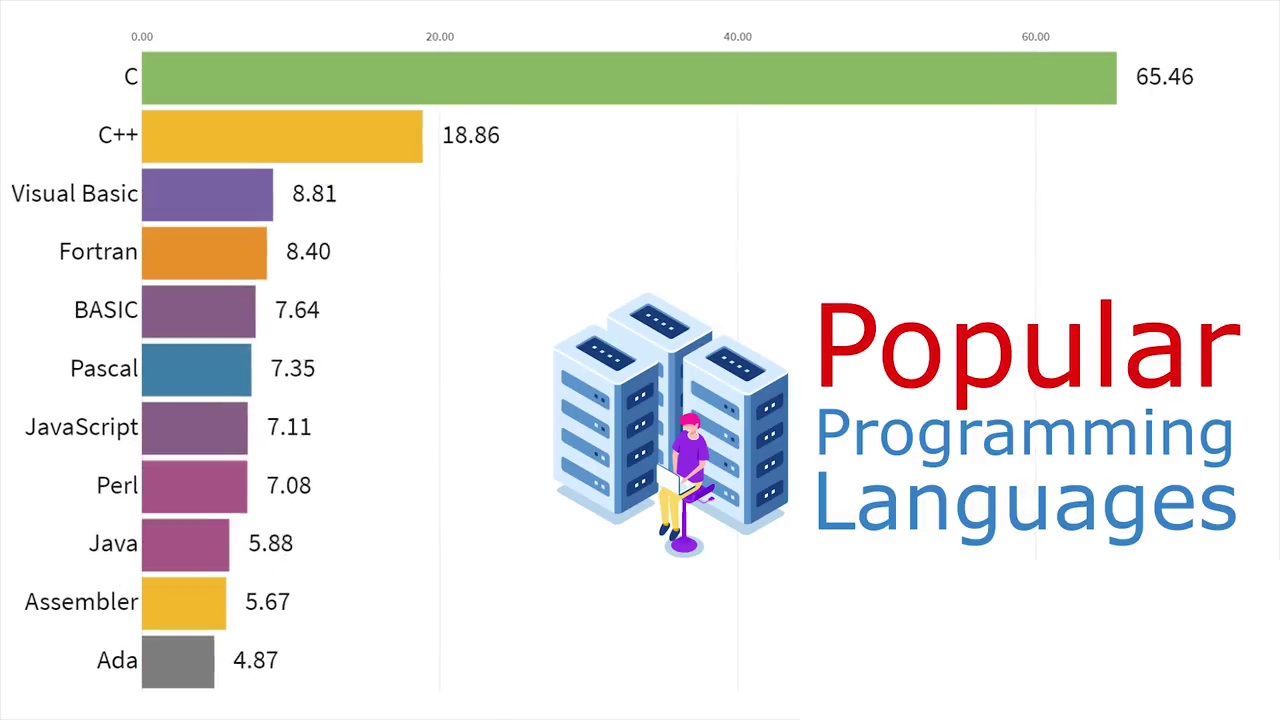 0.00 20.00 40.00 60.00
C 65.46
C++ 18.86
Visual Basic 8.81
Fortran 8.40
BASIC 7.64
Pascal 7.35
JavaScript 7.11
Perl 7.08
Java 5.88
Assembler 5.67
Ada 4.87
Popular
Programming
Languages